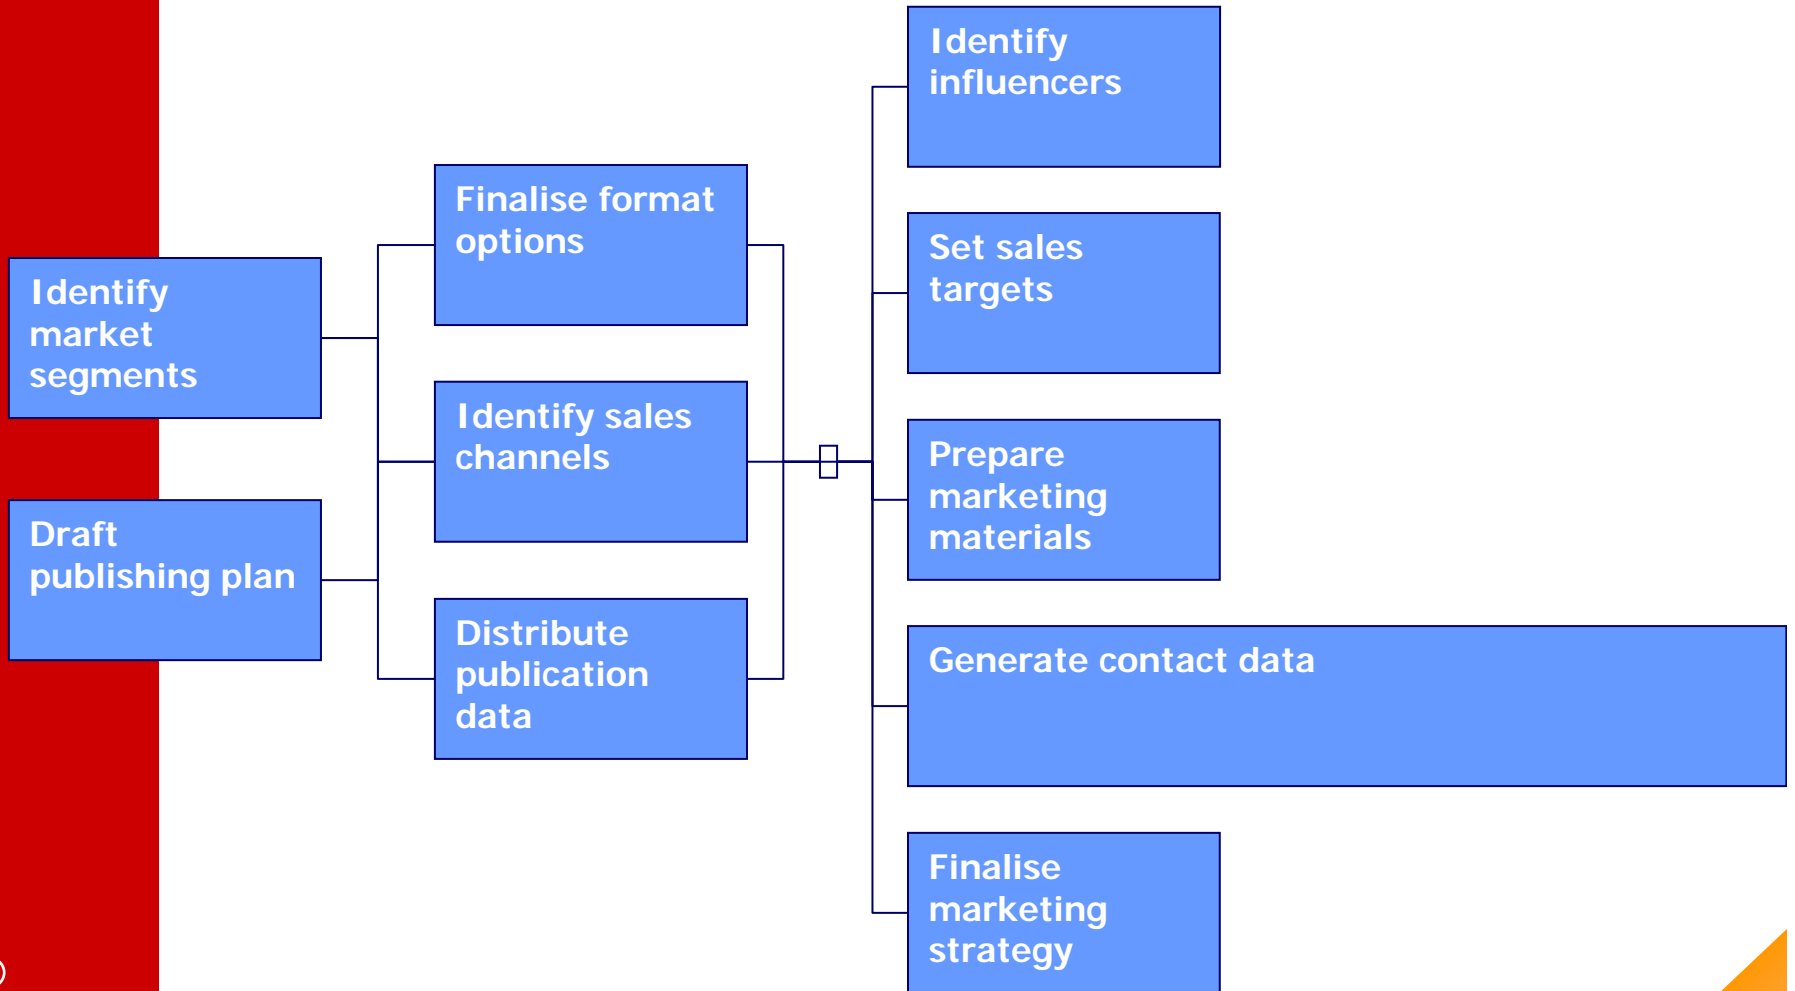 Identify
market
segments
Draft
publishing plan
Finalise format
options
Identify sales
channels
Distribute
publication
data
Identify
influencers
Set sales
targets
Prepare
marketing
materials
Generate contact data
Finalise
marketing
strategy